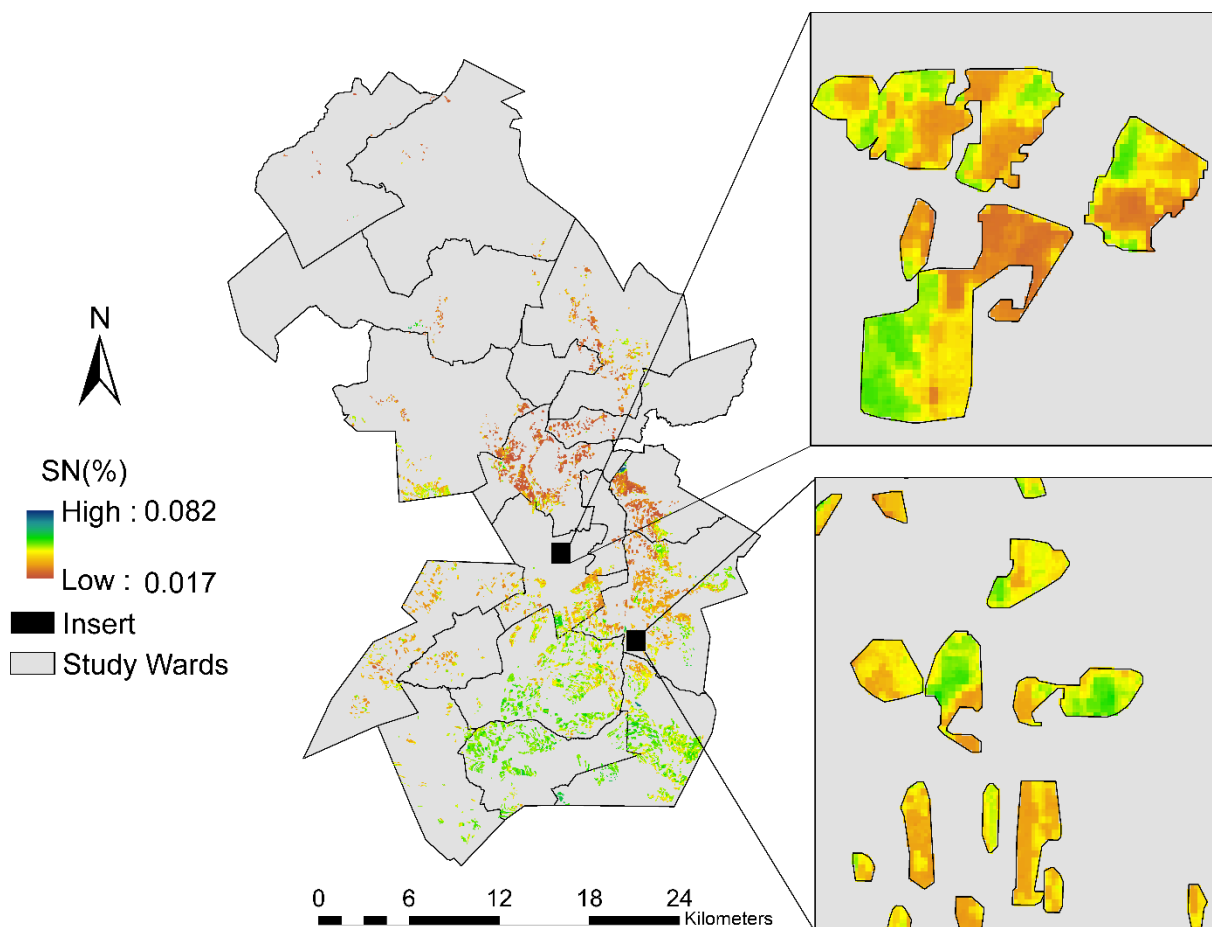 N
SN(%)
High : 0.082
Low : 0.017
Insert
Study Wards
0 6 12 18 24
Kilometers